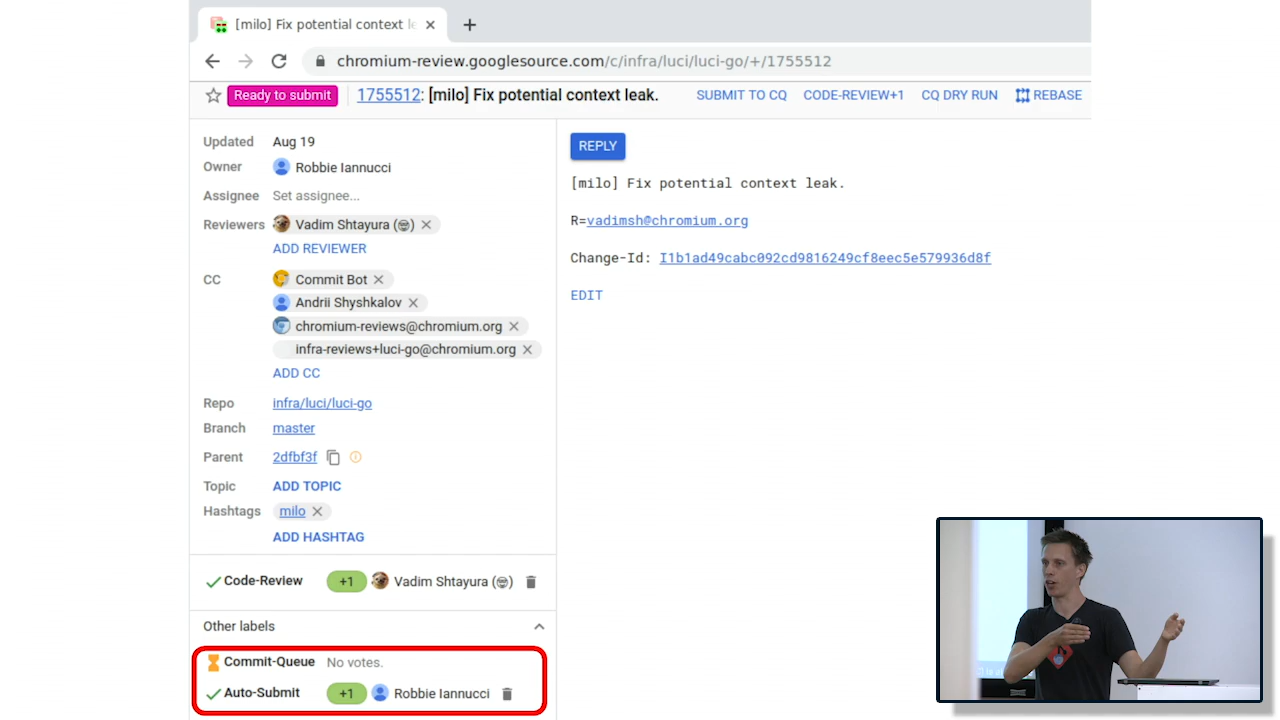 [milo] Fix potential context le
chromium-review.googlesource.com/c/infra/luci/luci-go/+/1755512
Ready to submit 1755512: [milo] Fix potential context leak. SUBMIT TO CQ CODE-REVIEW+1 CQ DRY RUN REBASE
Updated Aug 19
Owner Robbie Iannucci
Assignee Set assignee...
Reviewers Vadim Shtayura (🤓)
ADD REVIEWER
CC Commit Bot
Andrii Shyshkalov
chromium-reviews@chromium.org
infra-reviews+luci-go@chromium.org
ADD CC
Repo infra/luci/luci-go
Branch master
Parent 2dfbf3f
Topic ADD TOPIC
Hashtags milo
ADD HASHTAG
Code-Review +1 Vadim Shtayura (🤓)
Other labels
Commit-Queue No votes.
Auto-Submit +1 Robbie Iannucci
REPLY
[milo] Fix potential context leak.
R=vadimsh@chromium.org
Change-Id: I1b1ad49cabc092cd9816249cf8eec5e579936d8f
EDIT